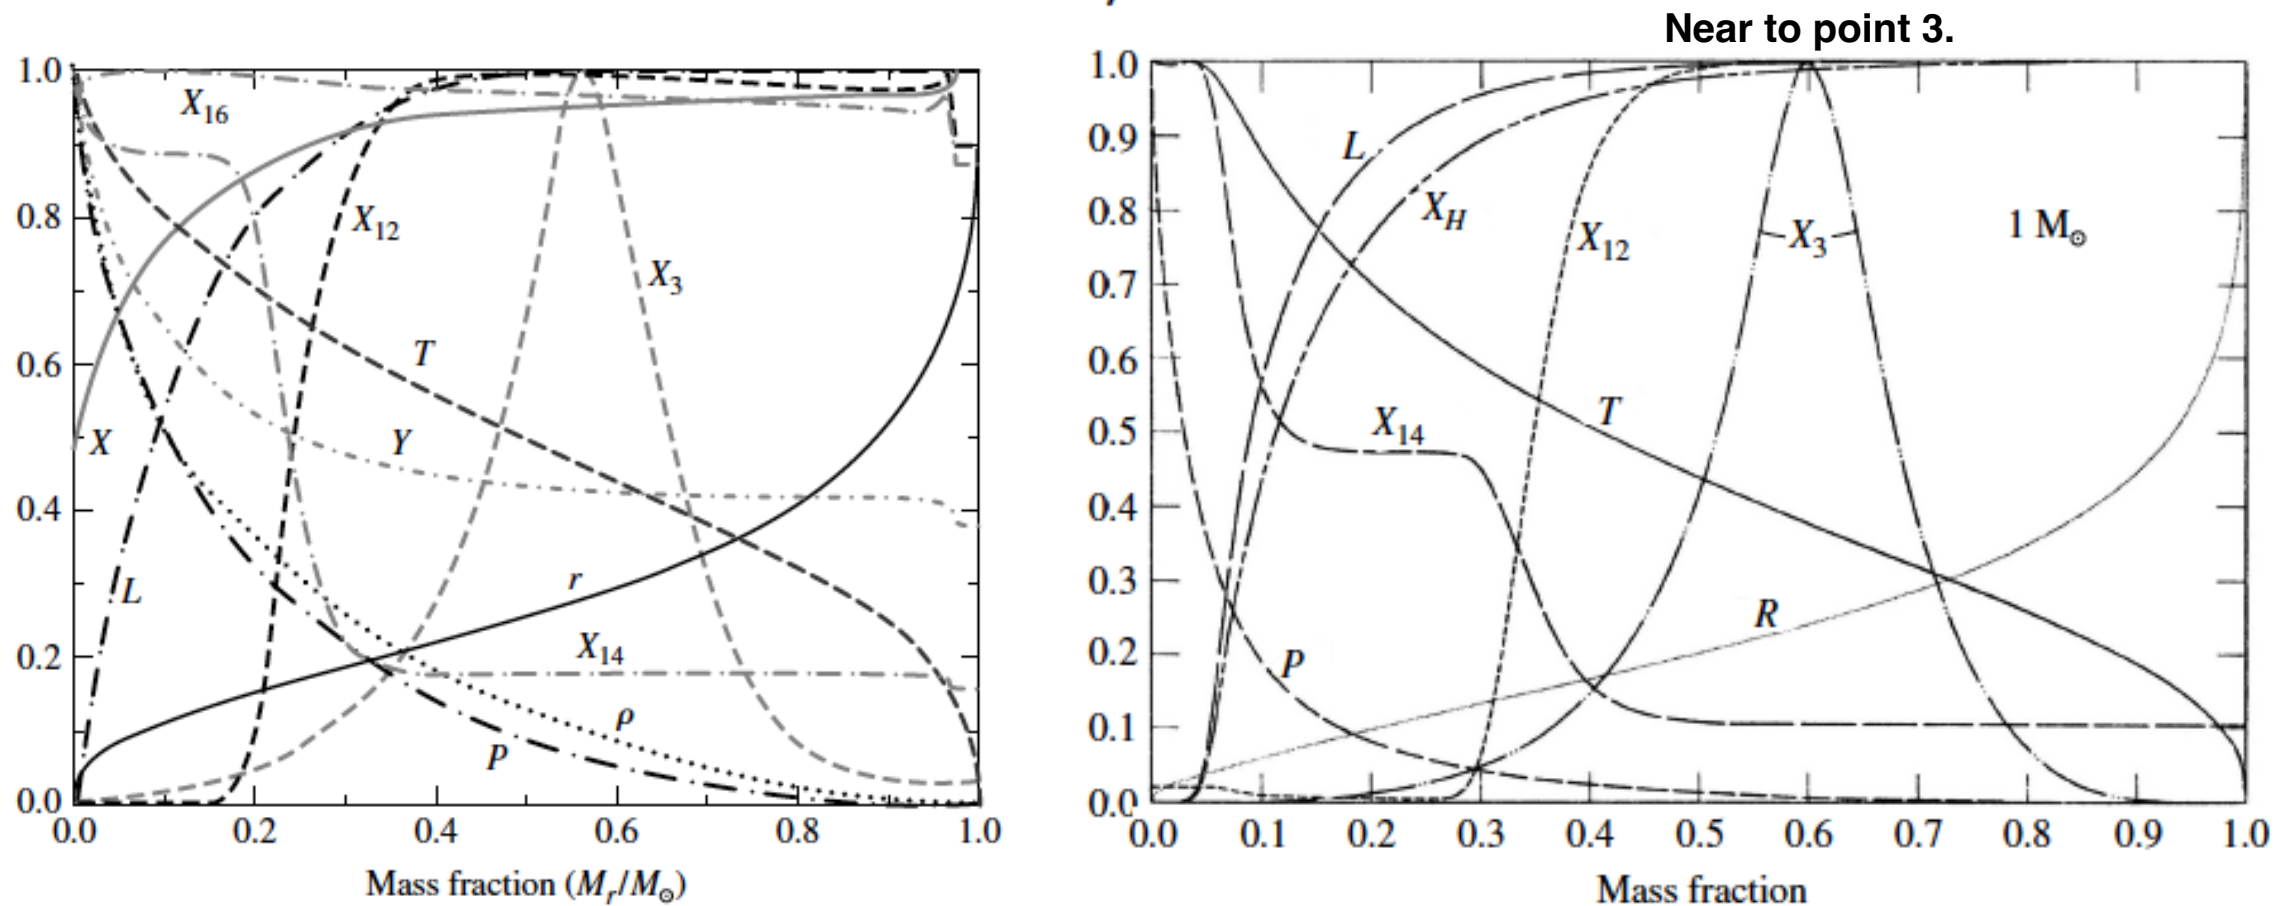 1.0
0.8
0.6
0.4
0.2
0.0
0.0 0.2 0.4 0.6 0.8 1.0
X16
X12
X3
T
X
Y
L
r
X14
ρ
P
Mass fraction (Mr/M⊙)
Near to point 3.
1.0
0.9
0.8
0.7
0.6
0.5
0.4
0.3
0.2
0.1
0.0
0.0 0.1 0.2 0.3 0.4 0.5 0.6 0.7 0.8 0.9 1.0
L
XH
X12
X3
1 M⊙
T
X14
R
P
Mass fraction